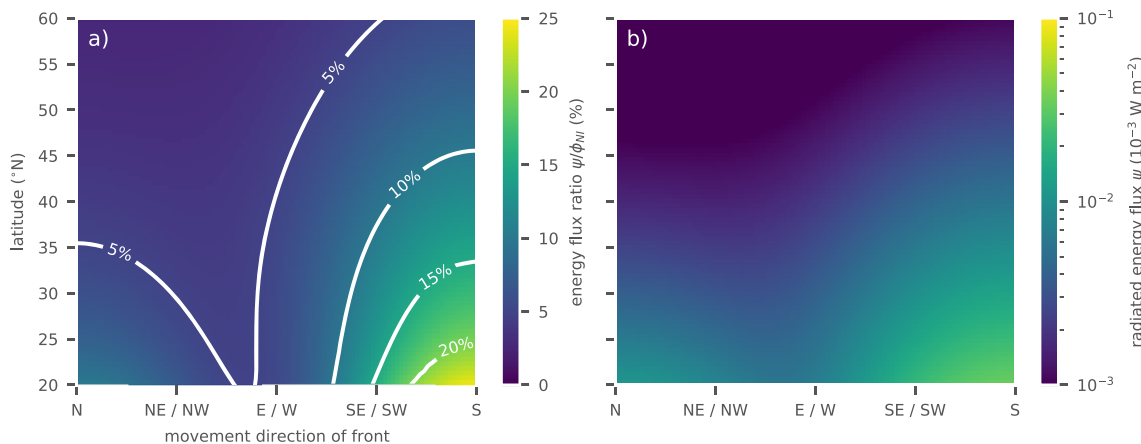 a)
60
55
50
45
40
35
30
25
20
latitude (°N)
N
NE / NW
E / W
SE / SW
S
movement direction of front
5%
5%
10%
15%
20%
25
20
15
10
5
0
energy flux ratio ψ/ϕ_NI (%)
b)
N
NE / NW
E / W
SE / SW
S
10⁻¹
10⁻²
10⁻³
radiated energy flux ψ (10⁻³ W m⁻²)